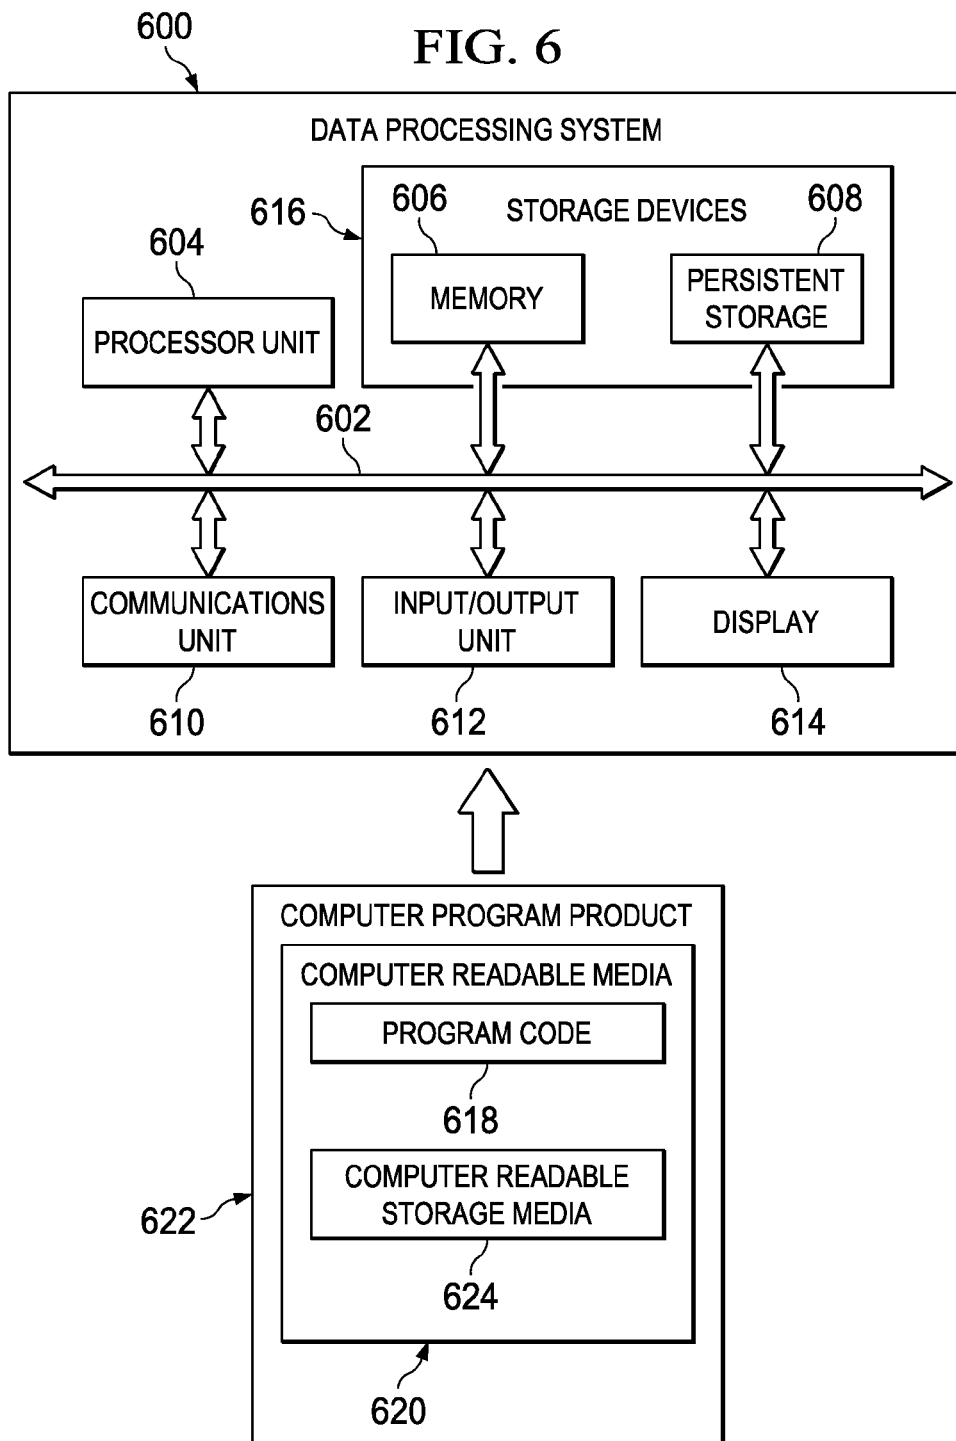 FIG. 6
600
DATA PROCESSING SYSTEM
616
606
STORAGE DEVICES
608
604
MEMORY
PERSISTENT
STORAGE
PROCESSOR UNIT
602
COMMUNICATIONS
UNIT
INPUT/OUTPUT
UNIT
DISPLAY
610
612
614
COMPUTER PROGRAM PRODUCT
COMPUTER READABLE MEDIA
PROGRAM CODE
618
COMPUTER READABLE
STORAGE MEDIA
622
624
620